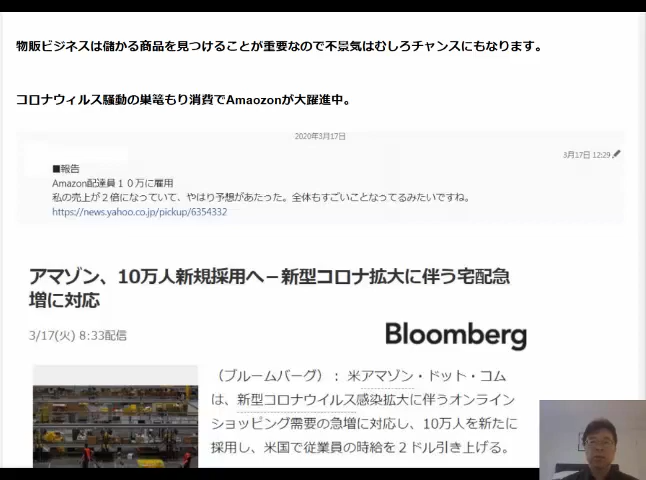 物販ビジネスは儲かる商品を見つけることが重要なので不景気はむしろチャンスにもなります。
コロナウィルス騒動の巣篭もり消費でAmaozonが大躍進中。
2020年3月17日
3月17日 12:29
■報告
Amazon配達員１０万に雇用
私の売上が２倍になっていて、やはり予想があたった。全体もすごいことなってるみたいですね。
https://news.yahoo.co.jp/pickup/6354332
アマゾン、10万人新規採用へ－新型コロナ拡大に伴う宅配急
増に対応
3/17(火) 8:33配信
Bloomberg
（ブルームバーグ）： 米アマゾン・ドット・コム
は、新型コロナウイルス感染拡大に伴うオンライン
ショッピング需要の急増に対応し、10万人を新たに
採用し、米国で従業員の時給を２ドル引き上げる。